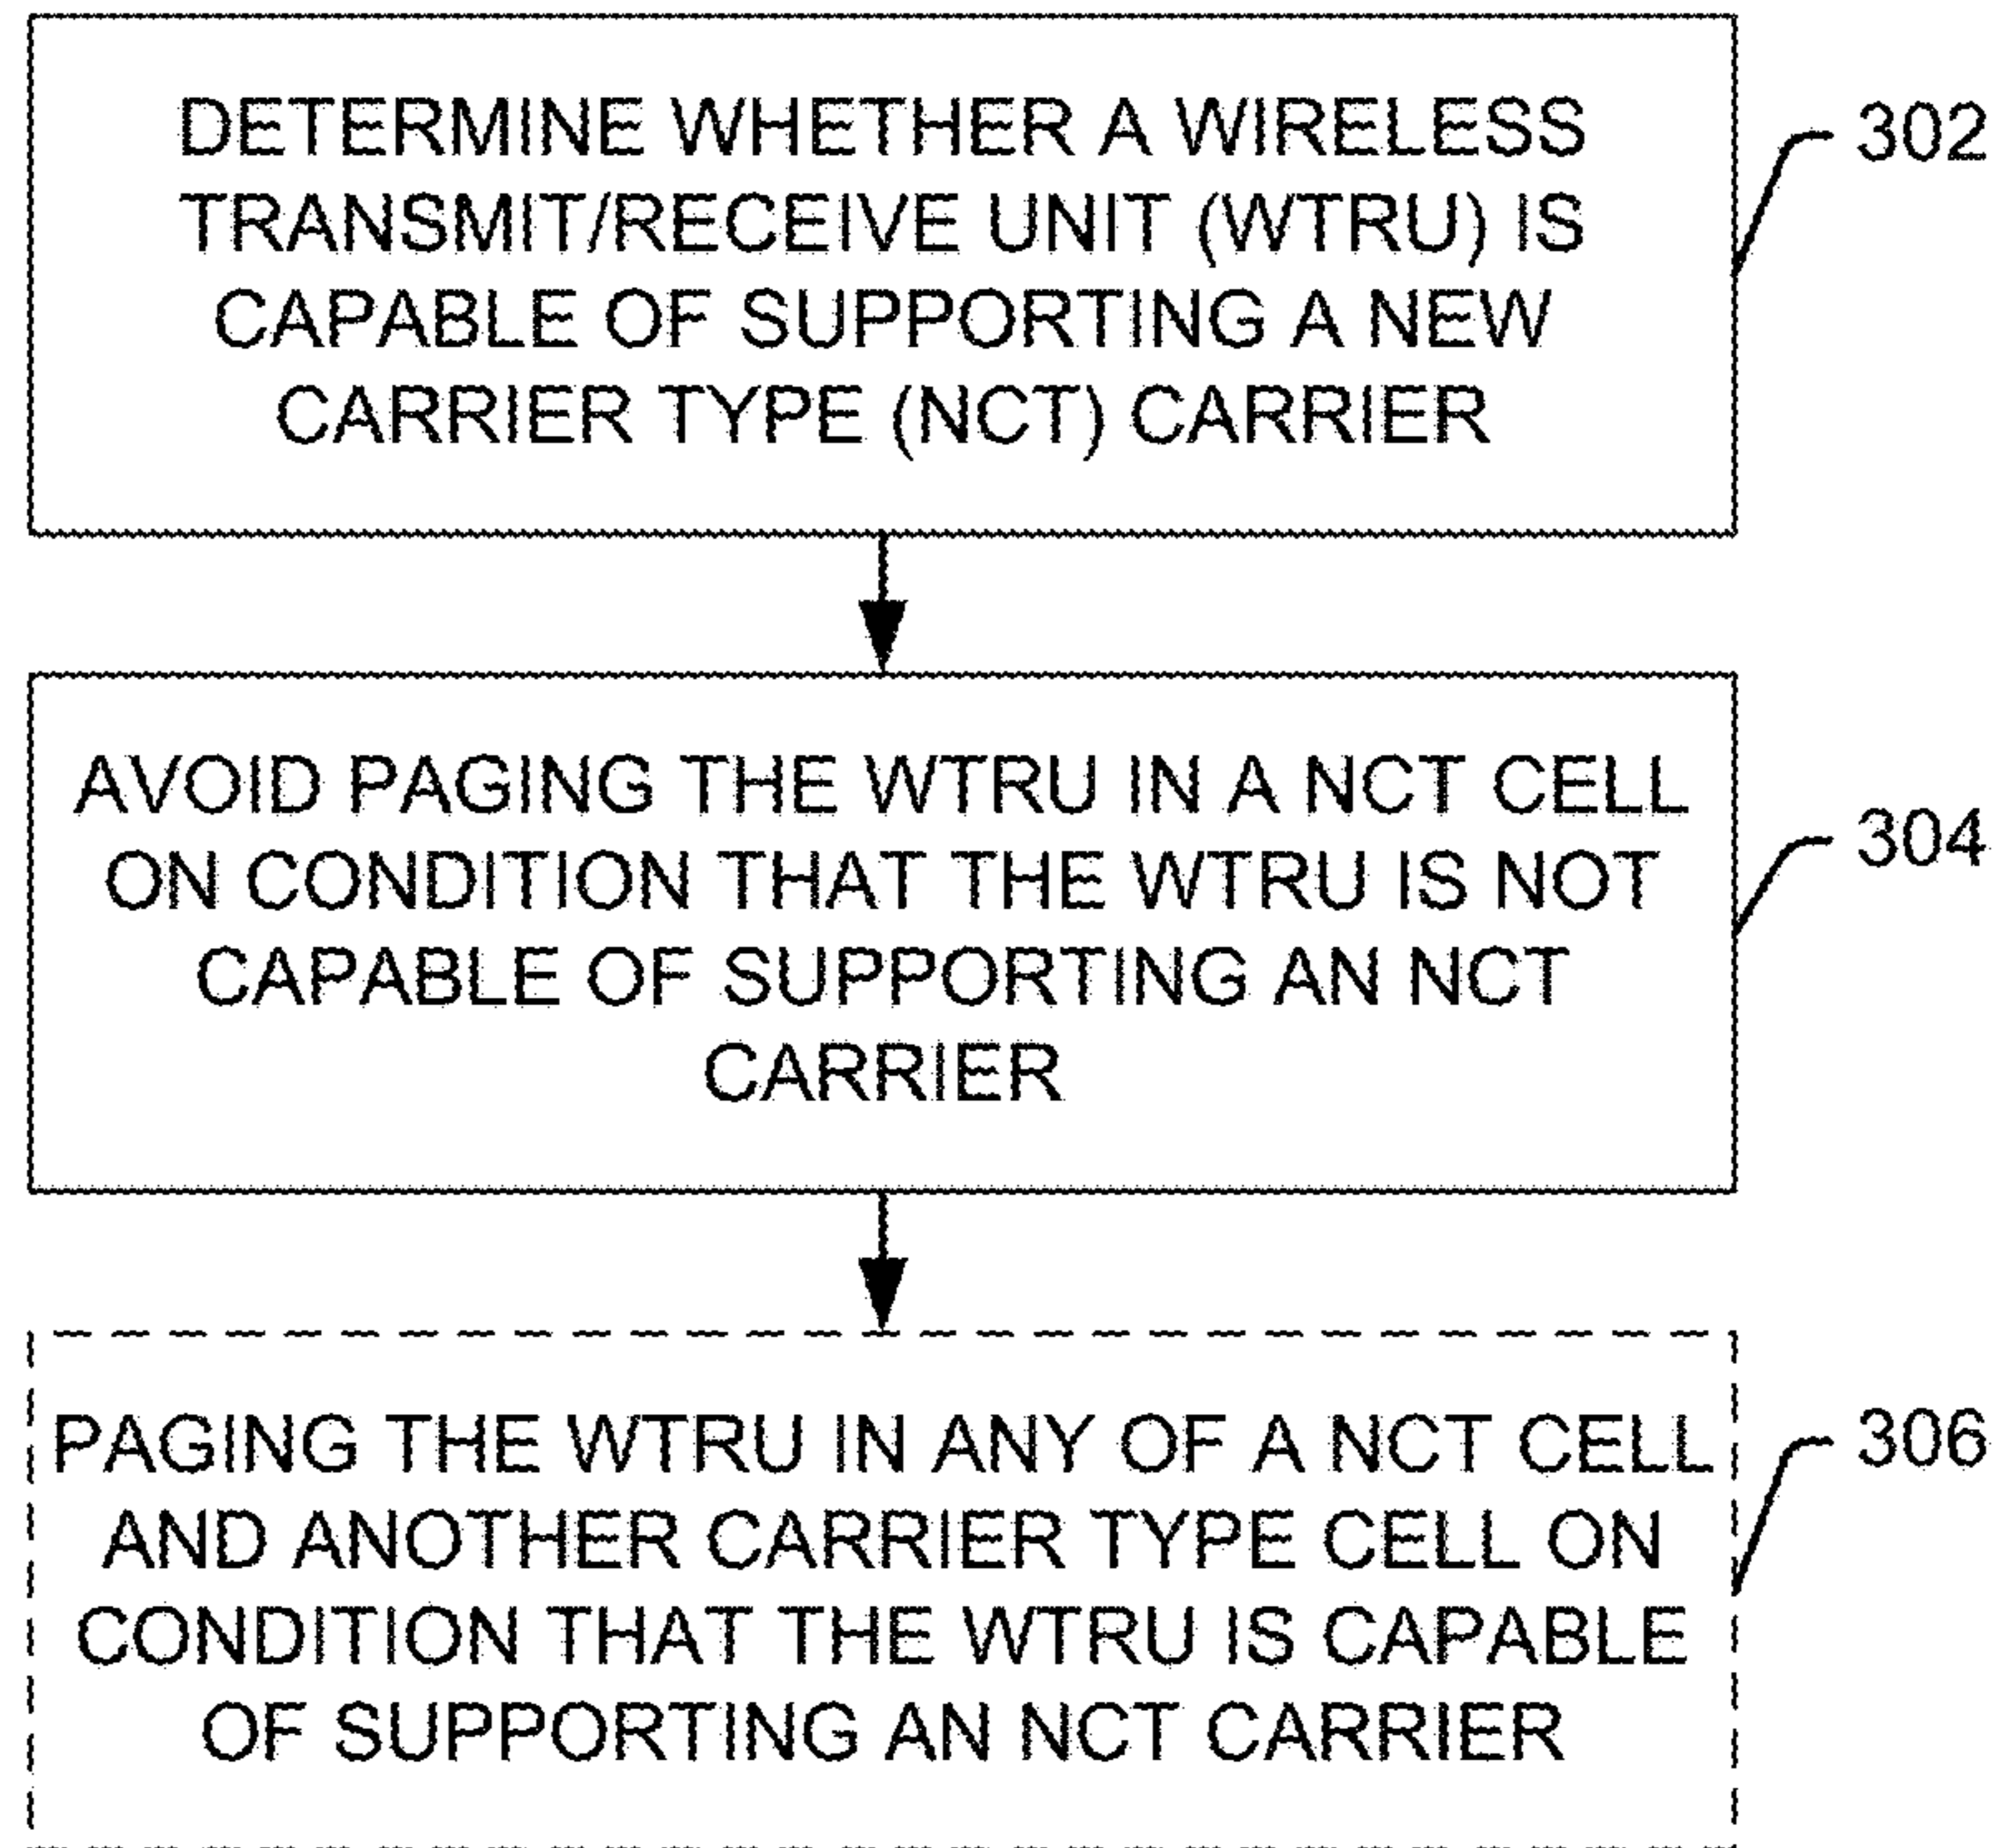 DETERMINE WHETHER A WIRELESS
TRANSMIT/RECEIVE UNIT (WTRU) IS
CAPABLE OF SUPPORTING A NEW
CARRIER TYPE (NCT) CARRIER
302
AVOID PAGING THE WTRU IN A NCT CELL
ON CONDITION THAT THE WTRU IS NOT
CAPABLE OF SUPPORTING AN NCT
CARRIER
304
PAGING THE WTRU IN ANY OF A NCT CELL
AND ANOTHER CARRIER TYPE CELL ON
CONDITION THAT THE WTRU IS CAPABLE
OF SUPPORTING AN NCT CARRIER
306